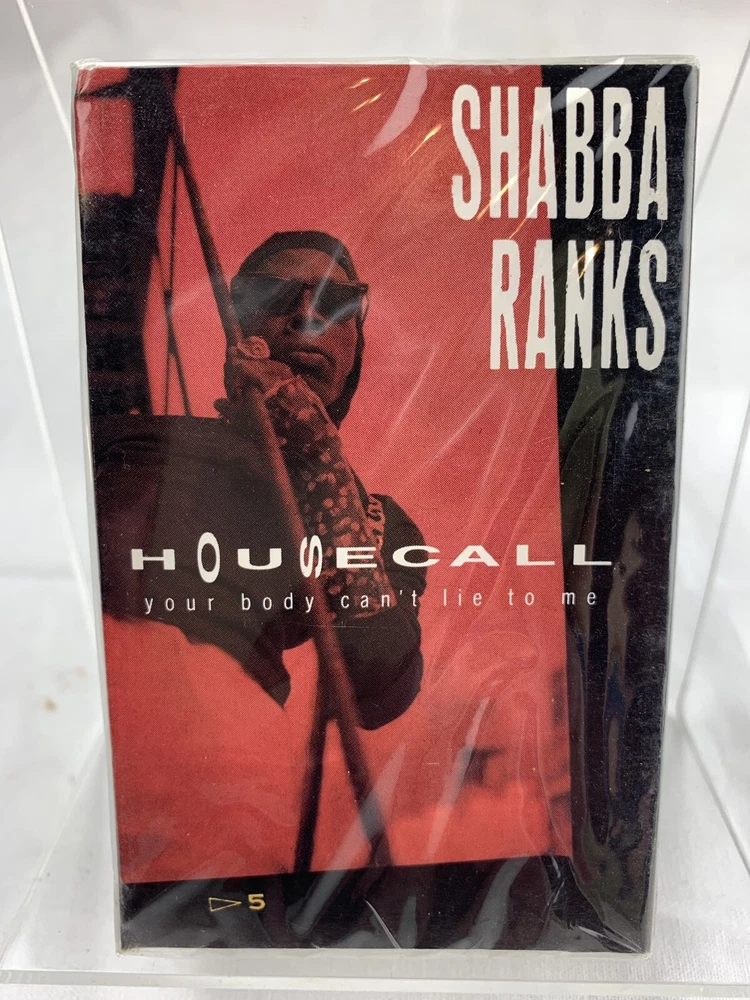 SHABBA
RANKS
HOUSECALL
your body can't lie to me
5